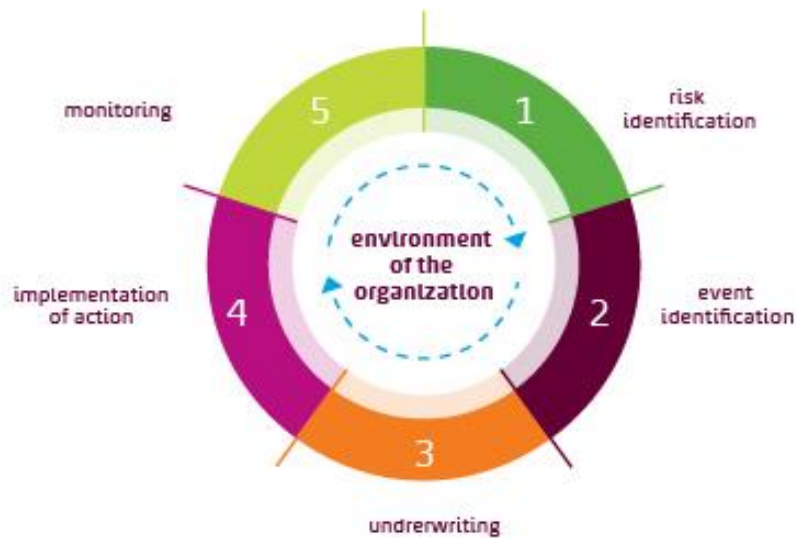 5
1
monitoring
risk
identification
environment
of the
organization
implementation
of action
4
2
event
identification
3
undrerwriting